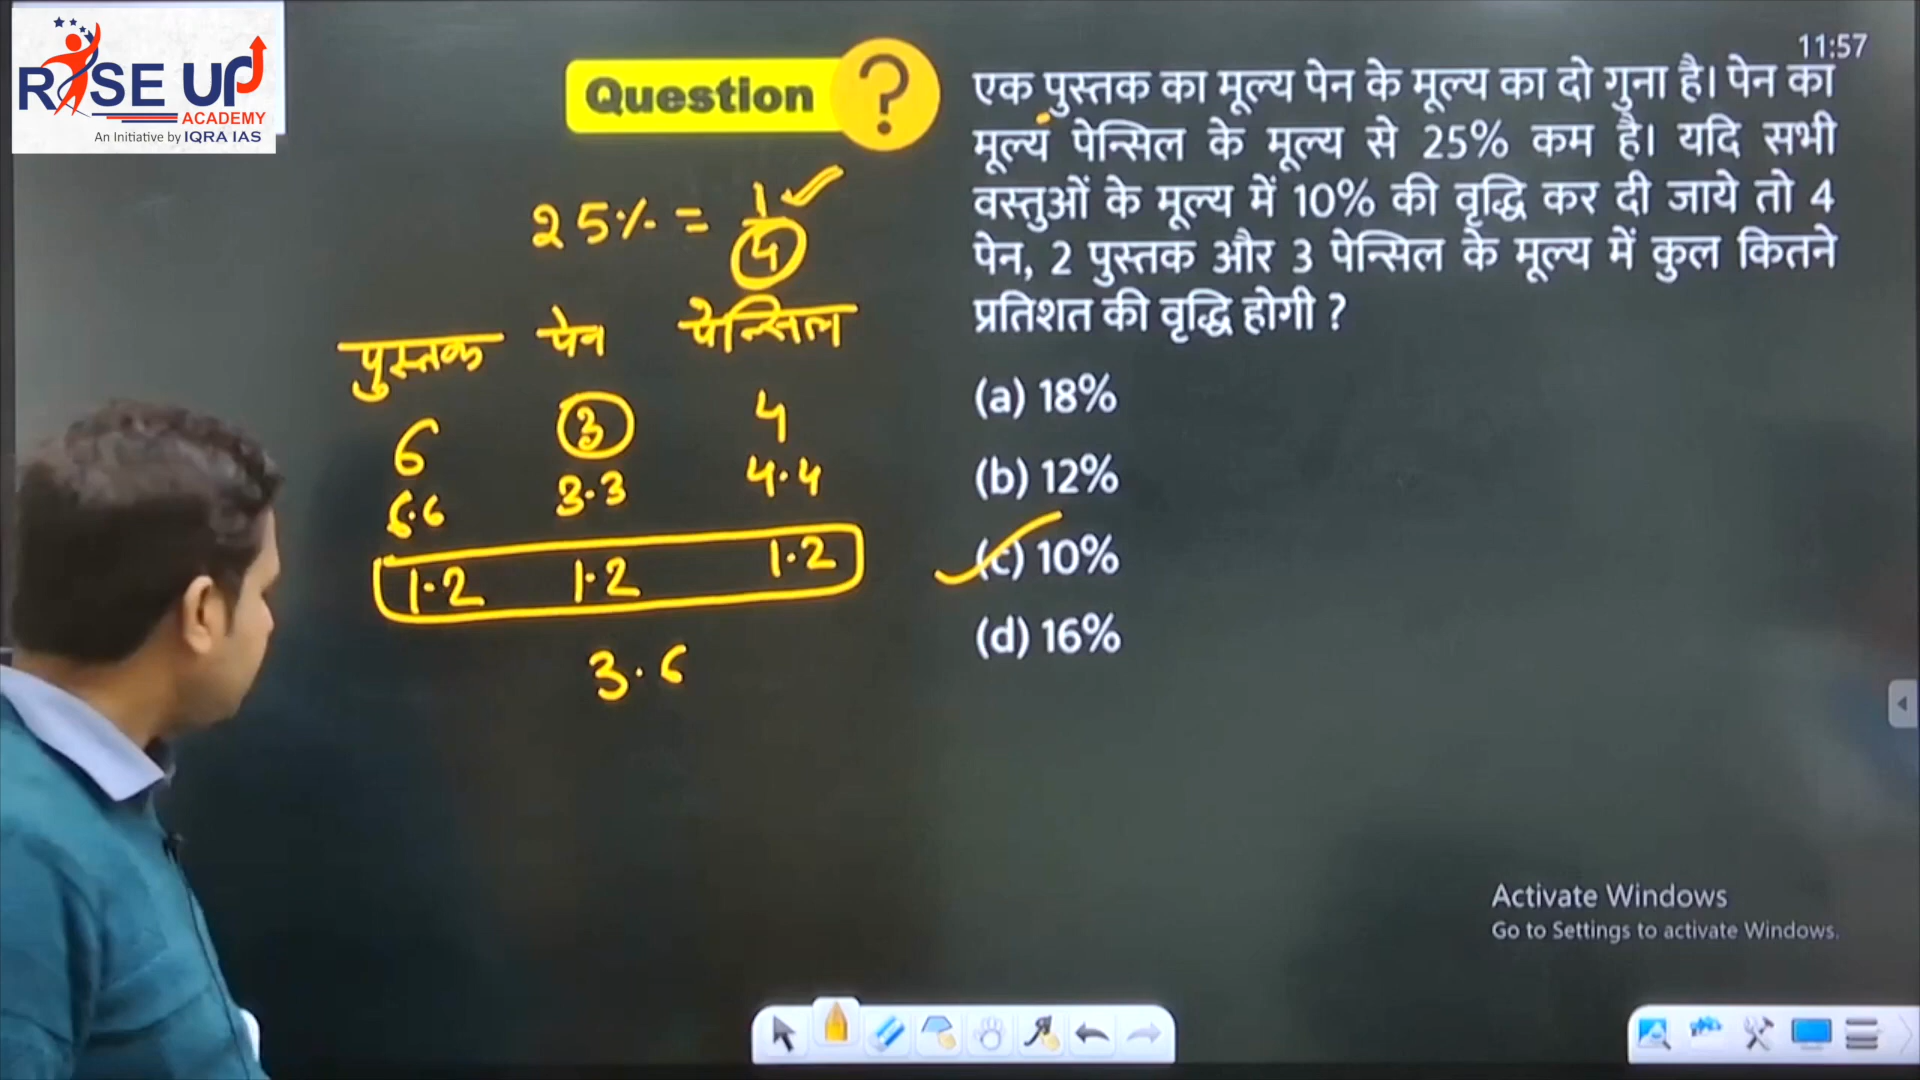 RISE UP
ACADEMY
An Initiative by IQRA IAS
11:57
Question ?
एक पुस्तक का मूल्य पेन के मूल्य का दो गुना है। पेन का
मूल्य पेन्सिल के मूल्य से 25% कम है। यदि सभी
वस्तुओं के मूल्य में 10% की वृद्धि कर दी जाये तो 4
पेन, 2 पुस्तक और 3 पेन्सिल के मूल्य में कुल कितने
प्रतिशत की वृद्धि होगी ?
(a) 18%
(b) 12%
(c) 10%
(d) 16%
25% = 1/4
पुस्तक पेन पेन्सिल
6 3 4
6.6 3.3 4.4
1.2 1.2 1.2
3.6
Activate Windows
Go to Settings to activate Windows.